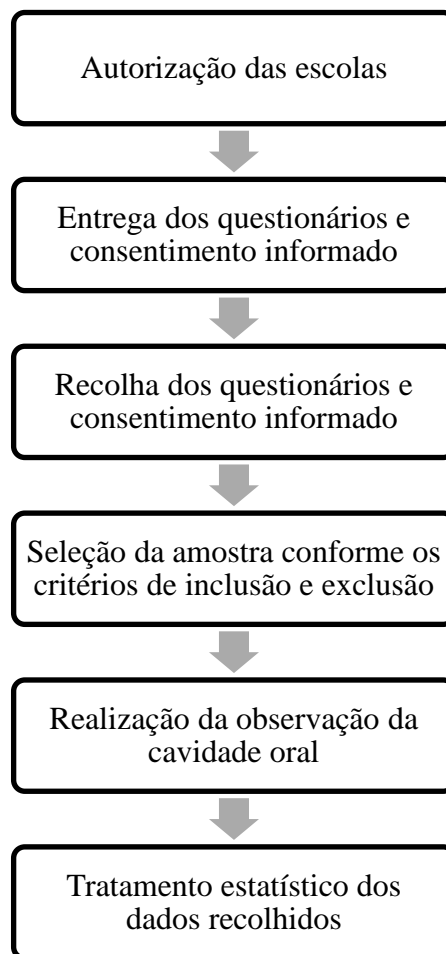 Autorização das escolas
Entrega dos questionários e
consentimento informado
Recolha dos questionários e
consentimento informado
Seleção da amostra conforme os
critérios de inclusão e exclusão
Realização da observação da
cavidade oral
Tratamento estatístico dos
dados recolhidos